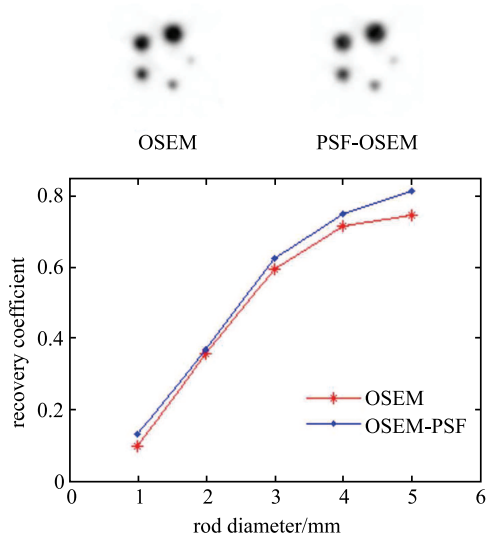 OSEM PSF-OSEM
0.8
0.6
0.4
0.2
0
recovery coefficient
OSEM
OSEM-PSF
0 1 2 3 4 5 6
rod diameter/mm